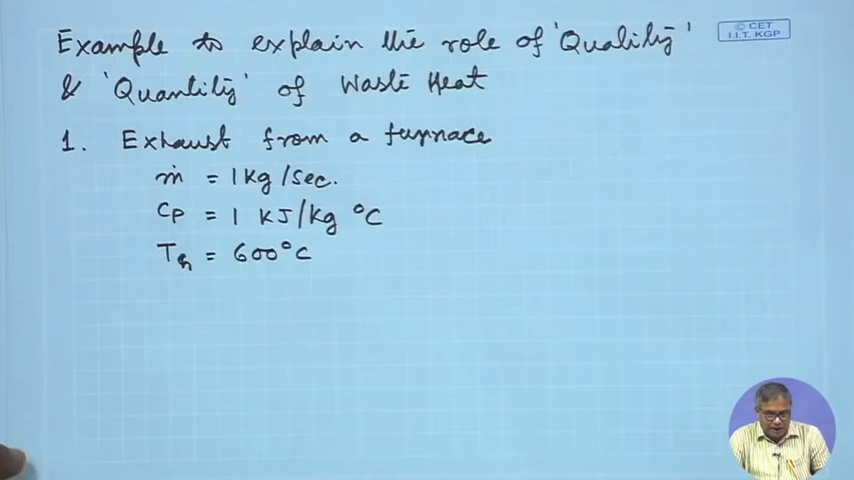 Example to explain the role of 'Quality'
© CET
I.I.T. KGP
& 'Quantity' of Waste Heat
1. Exhaust from a furnace
ṁ = 1 kg/sec.
CP = 1 KJ/kg °C
Th = 600°C